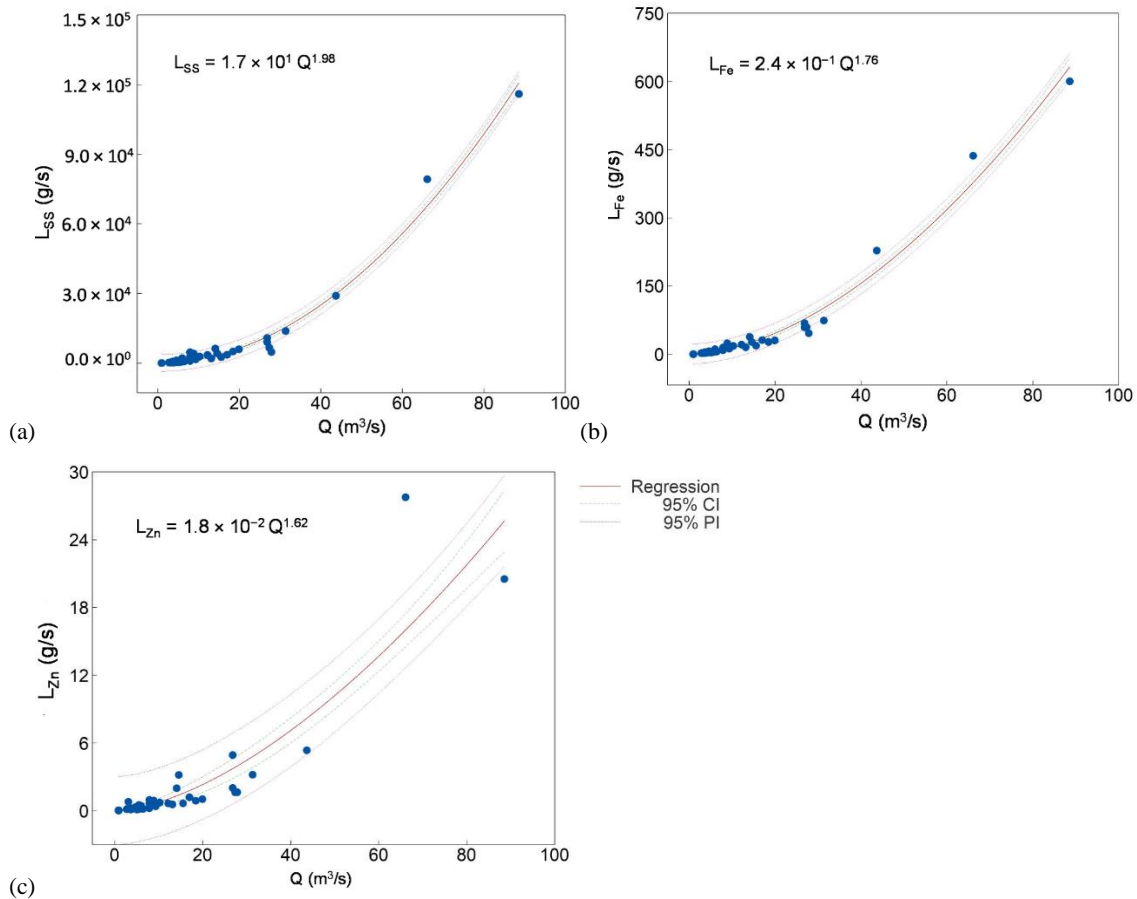 1.5 × 10⁵
1.2 × 10⁵
9.0 × 10⁴
6.0 × 10⁴
3.0 × 10⁴
0.0 × 10⁰
L_SS (g/s)
L_SS = 1.7 × 10¹ Q^1.98
0 20 40 60 80 100
Q (m³/s)
(a)
750
600
450
300
150
0
L_Fe (g/s)
L_Fe = 2.4 × 10⁻¹ Q^1.76
0 20 40 60 80 100
Q (m³/s)
(b)
30
24
18
12
6
0
L_Zn (g/s)
L_Zn = 1.8 × 10⁻² Q^1.62
0 20 40 60 80 100
Q (m³/s)
(c)
Regression
95% CI
95% PI